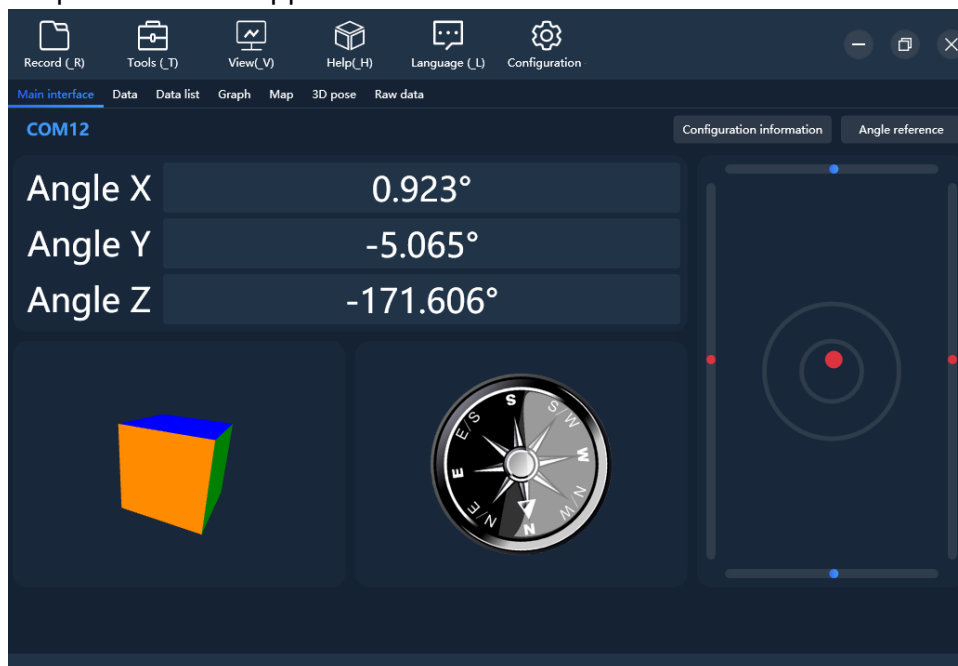 Record (_R) Tools (_T) View(_V) Help(_H) Language (_L) Configuration
Main interface Data Data list Graph Map 3D pose Raw data
COM12 Configuration information Angle reference
Angle X 0.923°
Angle Y -5.065°
Angle Z -171.606°
S
E/S S/W
E W
N/E N/W
N